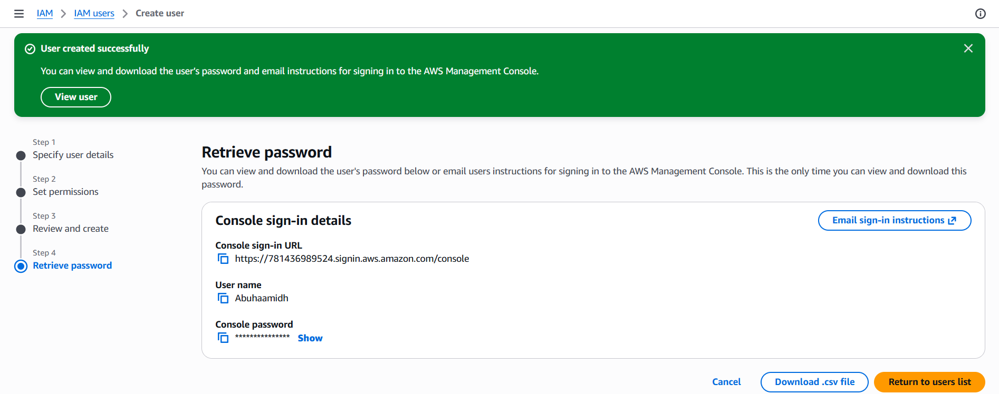 IAM > IAM users > Create user
User created successfully
You can view and download the user's password and email instructions for signing in to the AWS Management Console.
View user
Step 1
Specify user details
Step 2
Set permissions
Step 3
Review and create
Step 4
Retrieve password
Retrieve password
You can view and download the user's password below or email users instructions for signing in to the AWS Management Console. This is the only time you can view and download this
password.
Console sign-in details
Email sign-in instructions
Console sign-in URL
https://781436989524.signin.aws.amazon.com/console
User name
Abuhaamidh
Console password
*************** Show
Cancel
Download .csv file
Return to users list